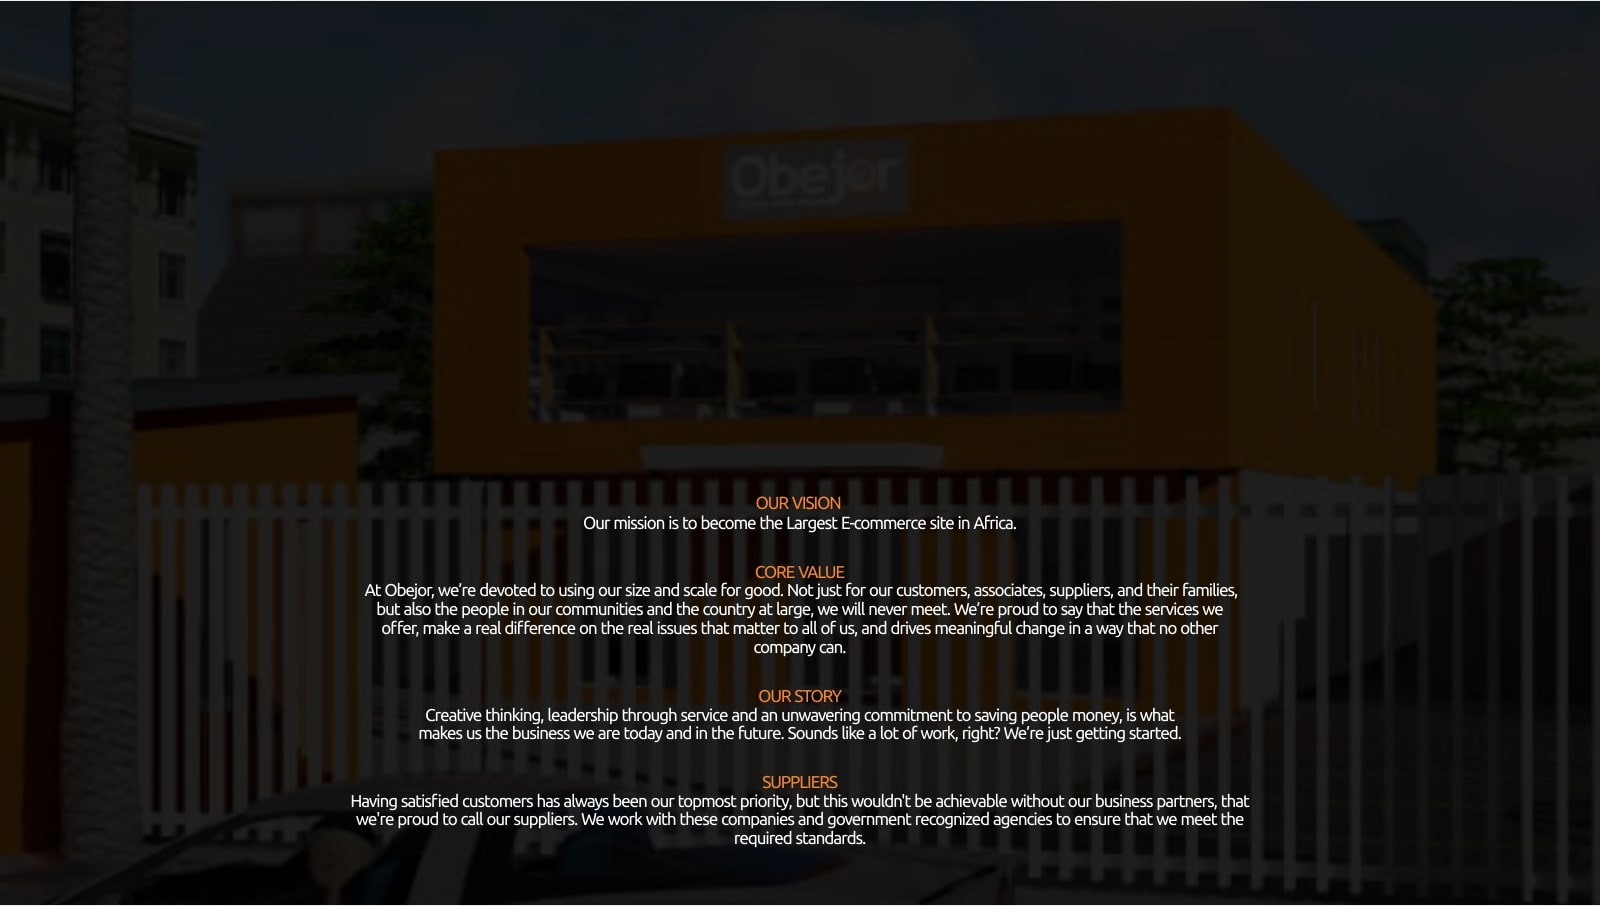 Obejor
OUR VISION
Our mission is to become the Largest E-commerce site in Africa.
CORE VALUE
At Obejor, we’re devoted to using our size and scale for good. Not just for our customers, associates, suppliers, and their families,
but also the people in our communities and the country at large, we will never meet. We’re proud to say that the services we
offer, make a real difference on the real issues that matter to all of us, and drives meaningful change in a way that no other
company can.
OUR STORY
Creative thinking, leadership through service and an unwavering commitment to saving people money, is what
makes us the business we are today and in the future. Sounds like a lot of work, right? We’re just getting started.
SUPPLIERS
Having satisfied customers has always been our topmost priority, but this wouldn't be achievable without our business partners, that
we're proud to call our suppliers. We work with these companies and government recognized agencies to ensure that we meet the
required standards.